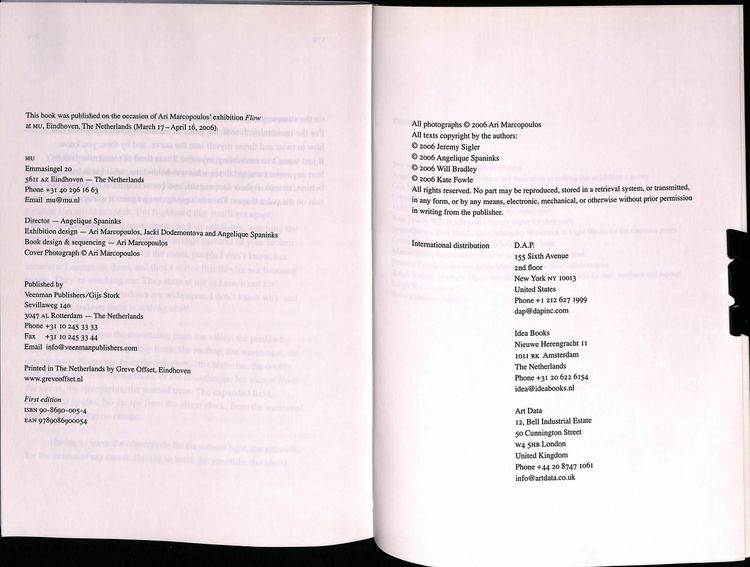 This book was published on the occasion of Ari Marcopoulos' exhibition Flow
at MU, Eindhoven, The Netherlands (March 17 – April 16, 2006).
MU
Emmasingel 20
5611 AZ Eindhoven — The Netherlands
Phone +31 40 296 16 63
Email mu@mu.nl
Director — Angelique Spaninks
Exhibition design — Ari Marcopoulos, Jacki Dodemontova and Angelique Spaninks
Book design & sequencing — Ari Marcopoulos
Cover Photograph © Ari Marcopoulos
Published by
Veenman Publishers/Gijs Stork
Sevillaweg 140
3047 AL Rotterdam — The Netherlands
Phone +31 10 245 33 33
Fax +31 10 245 33 44
Email info@veenmanpublishers.com
Printed in The Netherlands by Greve Offset, Eindhoven
www.greveoffset.nl
First edition
ISBN 90-8690-005-4
EAN 9789086900054
All photographs © 2006 Ari Marcopoulos
All texts copyright by the authors:
© 2006 Jeremy Sigler
© 2006 Angelique Spaninks
© 2006 Will Bradley
© 2006 Kate Fowle
All rights reserved. No part may be reproduced, stored in a retrieval system, or transmitted,
in any form, or by any means, electronic, mechanical, or otherwise without prior permission
in writing from the publisher.
International distribution D.A.P.
155 Sixth Avenue
2nd floor
New York NY 10013
United States
Phone +1 212 627 1999
dap@dapinc.com
Idea Books
Nieuwe Herengracht 11
1011 RK Amsterdam
The Netherlands
Phone +31 20 622 6154
idea@ideabooks.nl
Art Data
12, Bell Industrial Estate
50 Cunnington Street
W4 5HB London
United Kingdom
Phone +44 20 8747 1061
info@artdata.co.uk